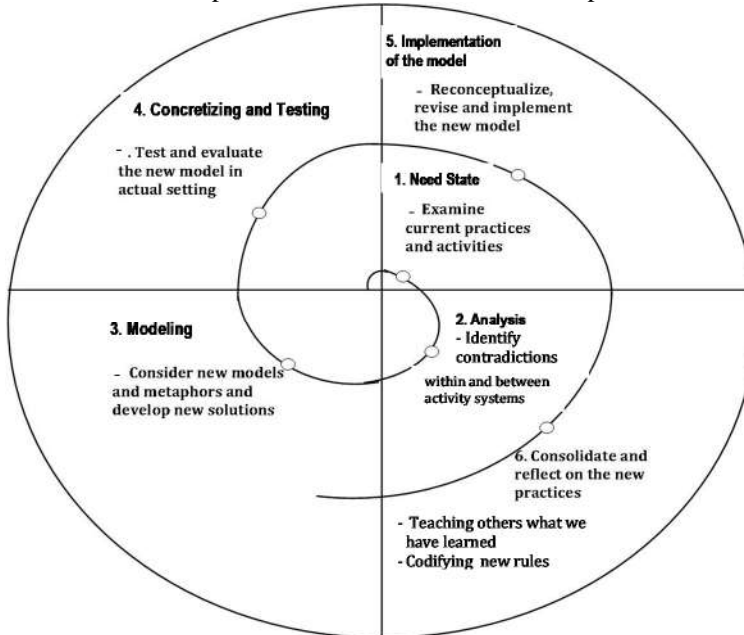 5. Implementation
of the model
- Reconceptualize,
revise and implement
the new model
4. Concretizing and Testing
- . Test and evaluate
the new model in
actual setting
1. Need State
- Examine
current practices
and activities
3. Modeling
- Consider new models
and metaphors and
develop new solutions
2. Analysis
- Identify
contradictions
within and between
activity systems
6. Consolidate and
reflect on the new
practices
- Teaching others what we
have learned
- Codifying new rules